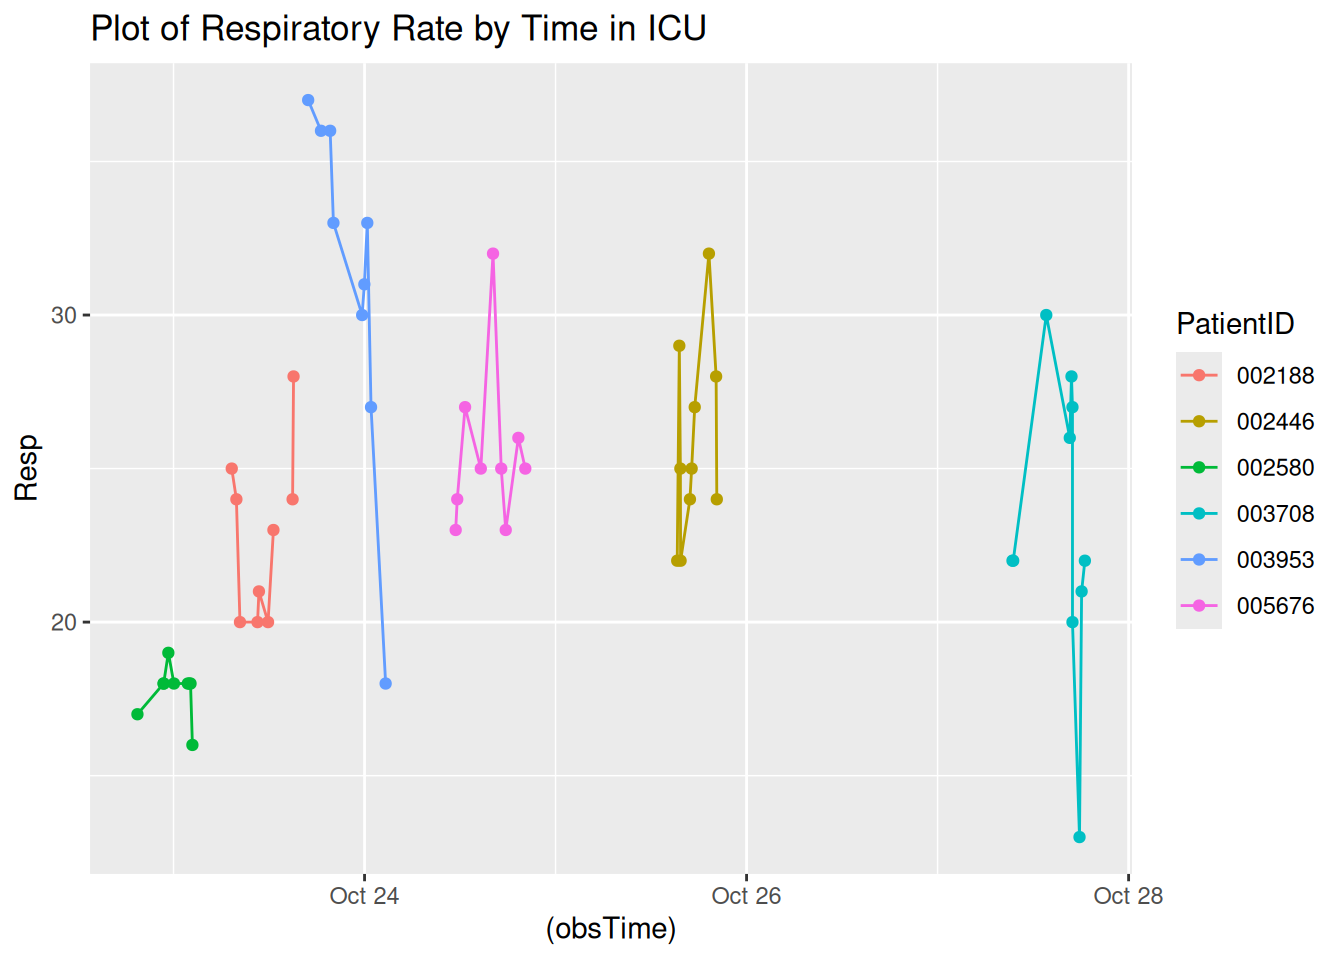 Plot of Respiratory Rate by Time in ICU
Resp
30
20
Oct 24
Oct 26
Oct 28
(obsTime)
PatientID
002188
002446
002580
003708
003953
005676